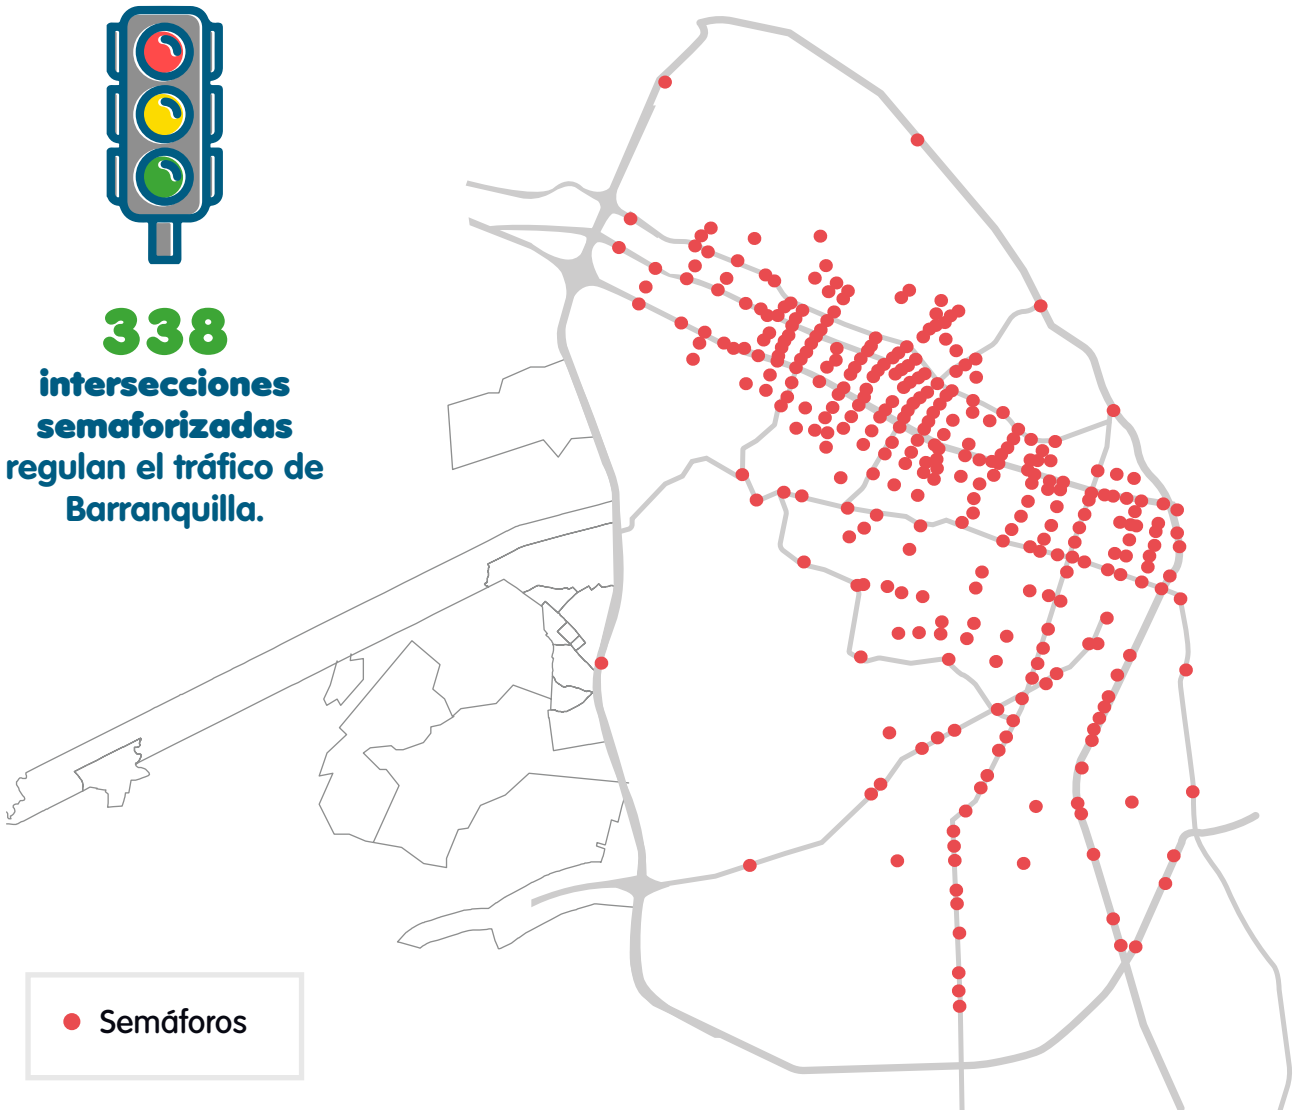 338
intersecciones
semaforizadas
regulan el tráfico de
Barranquilla.
Semáforos